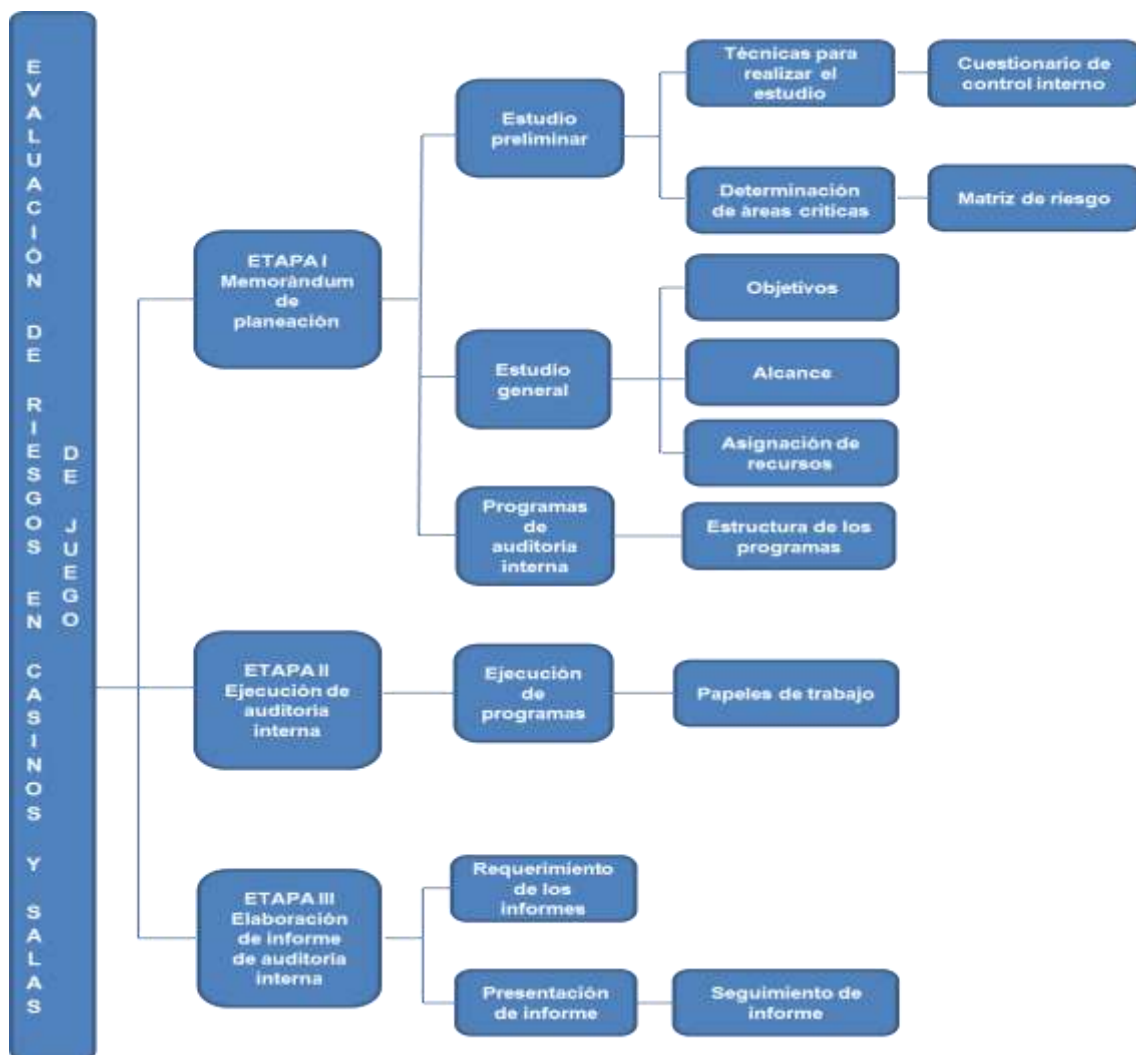 EVALUACIÓN DE RIESGOS EN CASINOS Y SALAS
DE JUEGO
ETAPA I
Memorándum
de
planeación
Estudio
preliminar
Técnicas para
realizar el
estudio
Cuestionario de
control interno
Determinación
de áreas críticas
Matriz de riesgo
Estudio
general
Objetivos
Alcance
Asignación de
recursos
Programas
de
auditoria
interna
Estructura de los
programas
ETAPA II
Ejecución de
auditoria
interna
Ejecución
de
programas
Papeles de trabajo
ETAPA III
Elaboración
de informe
de auditoria
interna
Requerimiento
de los
informes
Presentación
de informe
Seguimiento de
informe